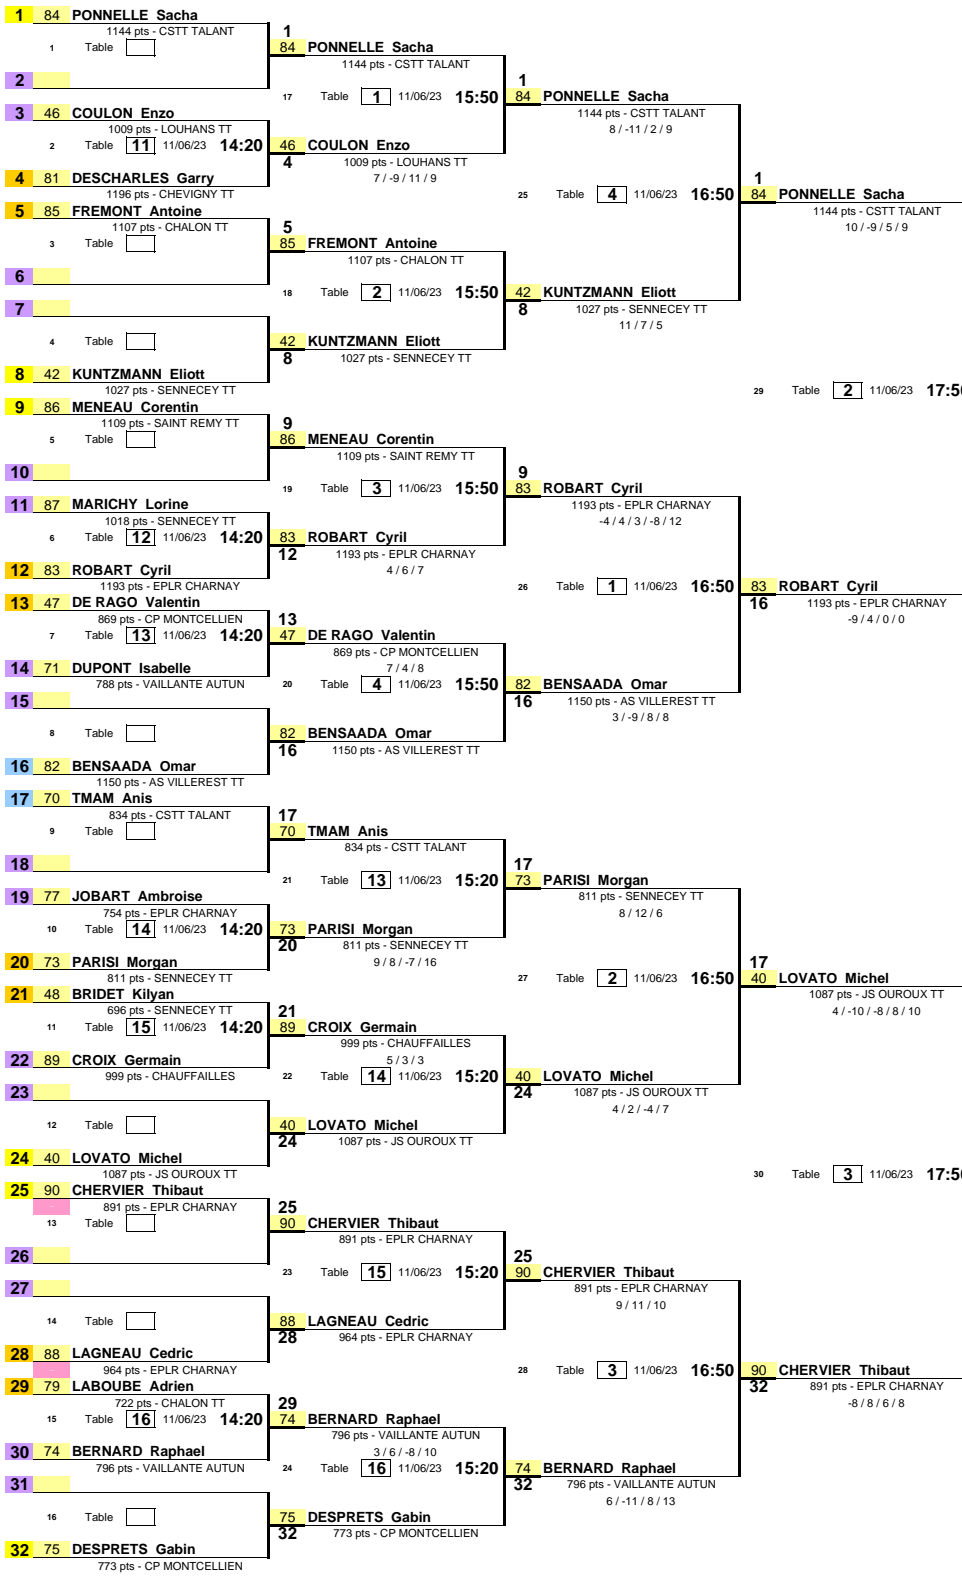 1 84 PONNELLE Sacha
1144 pts - CSTT TALANT
1 Table
2
3 46 COULON Enzo
1009 pts - LOUHANS TT
2 Table 11 11/06/23 14:20
4 81 DESCHARLES Garry
1196 pts - CHEVIGNY TT
5 85 FREMONT Antoine
1107 pts - CHALON TT
3 Table
6
7
4 Table
8 42 KUNTZMANN Eliott
1027 pts - SENNECEY TT
9 86 MENEAU Corentin
1109 pts - SAINT REMY TT
5 Table
10
11 87 MARICHY Lorine
1018 pts - SENNECEY TT
6 Table 12 11/06/23 14:20
12 83 ROBART Cyril
1193 pts - EPLR CHARNAY
13 47 DE RAGO Valentin
869 pts - CP MONTCELLIEN
7 Table 13 11/06/23 14:20
14 71 DUPONT Isabelle
788 pts - VAILLANTE AUTUN
15
8 Table
16 82 BENSAADA Omar
1150 pts - AS VILLEREST TT
17 70 TMAM Anis
834 pts - CSTT TALANT
9 Table
18
19 77 JOBART Ambroise
754 pts - EPLR CHARNAY
10 Table 14 11/06/23 14:20
20 73 PARISI Morgan
811 pts - SENNECEY TT
21 48 BRIDET Kilyan
696 pts - SENNECEY TT
11 Table 15 11/06/23 14:20
22 89 CROIX Germain
999 pts - CHAUFFAILLES
23
12 Table
24 40 LOVATO Michel
1087 pts - JS OUROUX TT
25 90 CHERVIER Thibaut
891 pts - EPLR CHARNAY
13 Table
26
27
14 Table
28 88 LAGNEAU Cedric
964 pts - EPLR CHARNAY
29 79 LABOUBE Adrien
722 pts - CHALON TT
15 Table 16 11/06/23 14:20
30 74 BERNARD Raphael
796 pts - VAILLANTE AUTUN
31
16 Table
32 75 DESPRETS Gabin
773 pts - CP MONTCELLIEN
1
84 PONNELLE Sacha
1144 pts - CSTT TALANT
17 Table 1 11/06/23 15:50
46 COULON Enzo
4 1009 pts - LOUHANS TT
7 / -9 / 11 / 9
5
85 FREMONT Antoine
1107 pts - CHALON TT
18 Table 2 11/06/23 15:50
42 KUNTZMANN Eliott
8 1027 pts - SENNECEY TT
9
86 MENEAU Corentin
1109 pts - SAINT REMY TT
19 Table 3 11/06/23 15:50
83 ROBART Cyril
12 1193 pts - EPLR CHARNAY
4 / 6 / 7
13
47 DE RAGO Valentin
869 pts - CP MONTCELLIEN
7 / 4 / 8
20 Table 4 11/06/23 15:50
82 BENSAADA Omar
16 1150 pts - AS VILLEREST TT
17
70 TMAM Anis
834 pts - CSTT TALANT
21 Table 13 11/06/23 15:20
73 PARISI Morgan
20 811 pts - SENNECEY TT
9 / 8 / -7 / 16
21
89 CROIX Germain
999 pts - CHAUFFAILLES
5 / 3 / 3
22 Table 14 11/06/23 15:20
40 LOVATO Michel
24 1087 pts - JS OUROUX TT
25
90 CHERVIER Thibaut
891 pts - EPLR CHARNAY
23 Table 15 11/06/23 15:20
88 LAGNEAU Cedric
28 964 pts - EPLR CHARNAY
29
74 BERNARD Raphael
796 pts - VAILLANTE AUTUN
3 / 6 / -8 / 10
24 Table 16 11/06/23 15:20
75 DESPRETS Gabin
32 773 pts - CP MONTCELLIEN
1
84 PONNELLE Sacha
1144 pts - CSTT TALANT
8 / -11 / 2 / 9
25 Table 4 11/06/23 16:50
42 KUNTZMANN Eliott
8 1027 pts - SENNECEY TT
11 / 7 / 5
9
83 ROBART Cyril
1193 pts - EPLR CHARNAY
-4 / 4 / 3 / -8 / 12
26 Table 1 11/06/23 16:50
82 BENSAADA Omar
16 1150 pts - AS VILLEREST TT
3 / -9 / 8 / 8
17
73 PARISI Morgan
811 pts - SENNECEY TT
8 / 12 / 6
27 Table 2 11/06/23 16:50
40 LOVATO Michel
24 1087 pts - JS OUROUX TT
4 / 2 / -4 / 7
25
90 CHERVIER Thibaut
891 pts - EPLR CHARNAY
9 / 11 / 10
28 Table 3 11/06/23 16:50
74 BERNARD Raphael
32 796 pts - VAILLANTE AUTUN
6 / -11 / 8 / 13
1
84 PONNELLE Sacha
1144 pts - CSTT TALANT
10 / -9 / 5 / 9
29 Table 2 11/06/23 17:50
83 ROBART Cyril
16 1193 pts - EPLR CHARNAY
-9 / 4 / 0 / 0
17
40 LOVATO Michel
1087 pts - JS OUROUX TT
4 / -10 / -8 / 8 / 10
30 Table 3 11/06/23 17:50
90 CHERVIER Thibaut
32 891 pts - EPLR CHARNAY
-8 / 8 / 6 / 8